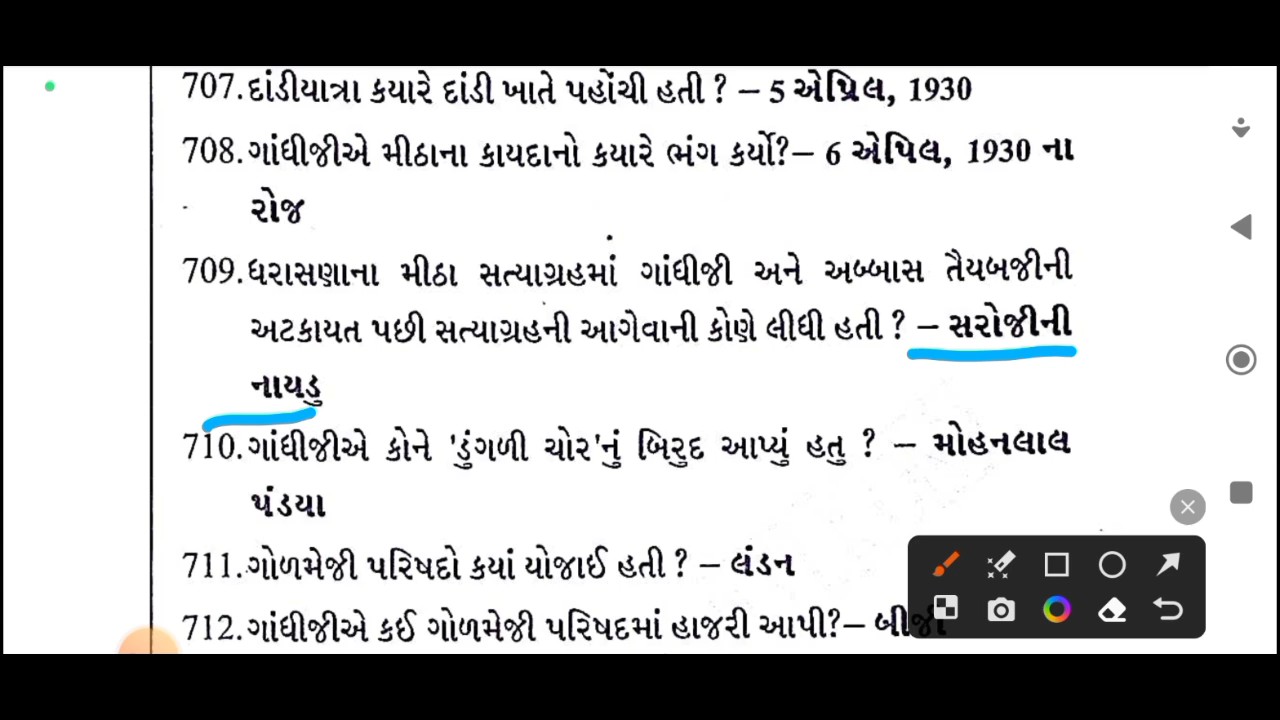 707. દાંડીયાત્રા કયારે દાંડી ખાતે પહોંચી હતી ? – 5 એપ્રિલ, 1930
708. ગાંધીજીએ મીઠાના કાયદાનો કયારે ભંગ કર્યો?– 6 એપિલ, 1930 ના
રોજ
709. ધરાસણાના મીઠા સત્યાગ્રહમાં ગાંધીજી અને અબ્બાસ તૈયબજીની
અટકાયત પછી સત્યાગ્રહની આગેવાની કોણે લીધી હતી ? – સરોજીની
નાયડુ
710. ગાંધીજીએ કોને 'ડુંગળી ચોર'નું બિરુદ આપ્યું હતુ ? – મોહનલાલ
પંડયા
711. ગોળમેજી પરિષદો કયાં યોજાઈ હતી ? – લંડન
712. ગાંધીજીએ કઈ ગોળમેજી પરિષદમાં હાજરી આપી?– બીજી